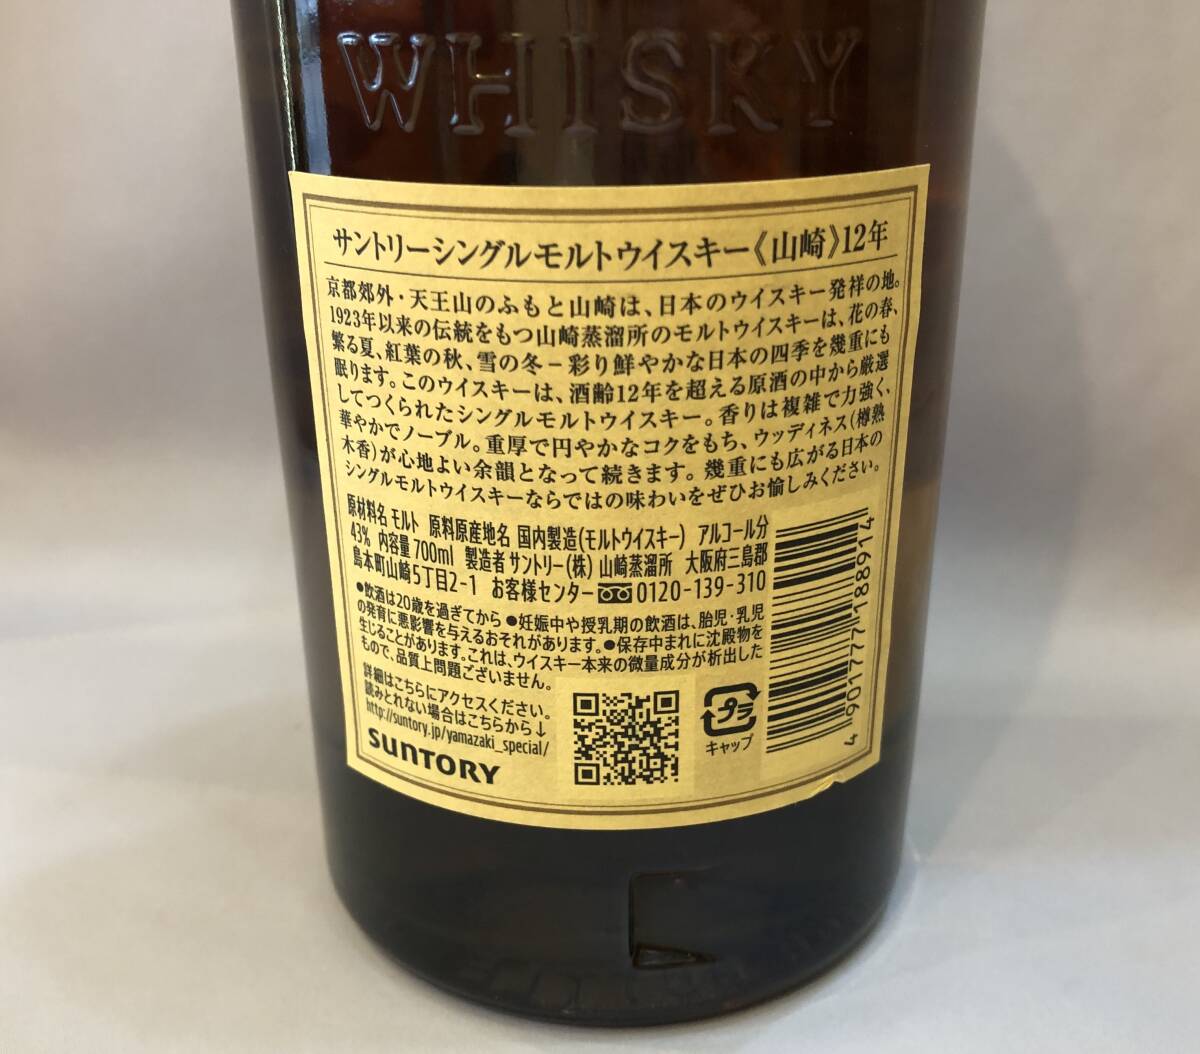 WHISKY
サントリーシングルモルトウイスキー《山崎》12年
京都郊外・天王山のふもと山崎は、日本のウイスキー発祥の地。
1923年以来の伝統をもつ山崎蒸溜所のモルトウイスキーは、花の春、
繁る夏、紅葉の秋、雪の冬－彩り鮮やかな日本の四季を幾重にも
眠ります。このウイスキーは、酒齢12年を超える原酒の中から厳選
してつくられたシングルモルトウイスキー。香りは複雑で力強く、
華やかでノーブル。重厚で円やかなコクをもち、ウッディネス(樽熟
木香)が心地よい余韻となって続きます。幾重にも広がる日本の
シングルモルトウイスキーならではの味わいをぜひお愉しみください。
原材料名 モルト 原料原産地名 国内製造(モルトウイスキー) アルコール分
43% 内容量 700ml 製造者 サントリー(株) 山崎蒸溜所 大阪府三島郡
島本町山崎5丁目2-1 お客様センター 0120-139-310
●飲酒は20歳を過ぎてから ●妊娠中や授乳期の飲酒は、胎児・乳児
の発育に悪影響を与えるおそれがあります。●保存中まれに沈殿物を
生じることがあります。これは、ウイスキー本来の微量成分が析出した
もので、品質上問題ございません。
詳細はこちらにアクセスください。
読みとれない場合はこちらから↓
http://suntory.jp/yamazaki_special/
SUNTORY
プラ
キャップ
4 901777 188914